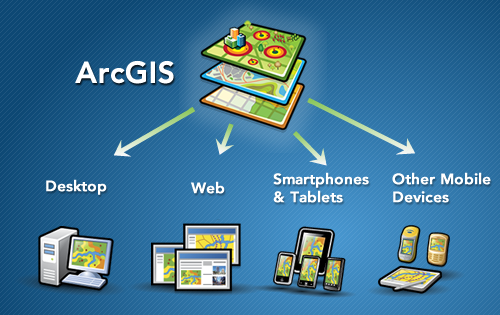 ArcGIS
Desktop
Web
Smartphones
& Tablets
Other Mobile
Devices